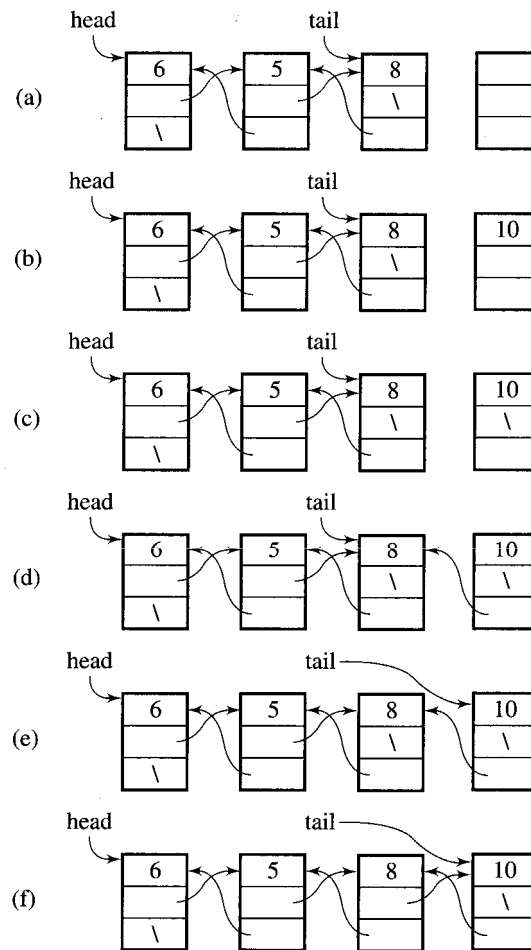 head tail
(a) 6 5 8
\ \
head tail
(b) 6 5 8 10
\ \
head tail
(c) 6 5 8 10
\ \ \
head tail
(d) 6 5 8 10
\ \ \
head tail
(e) 6 5 8 10
\ \ \
head tail
(f) 6 5 8 10
\ \